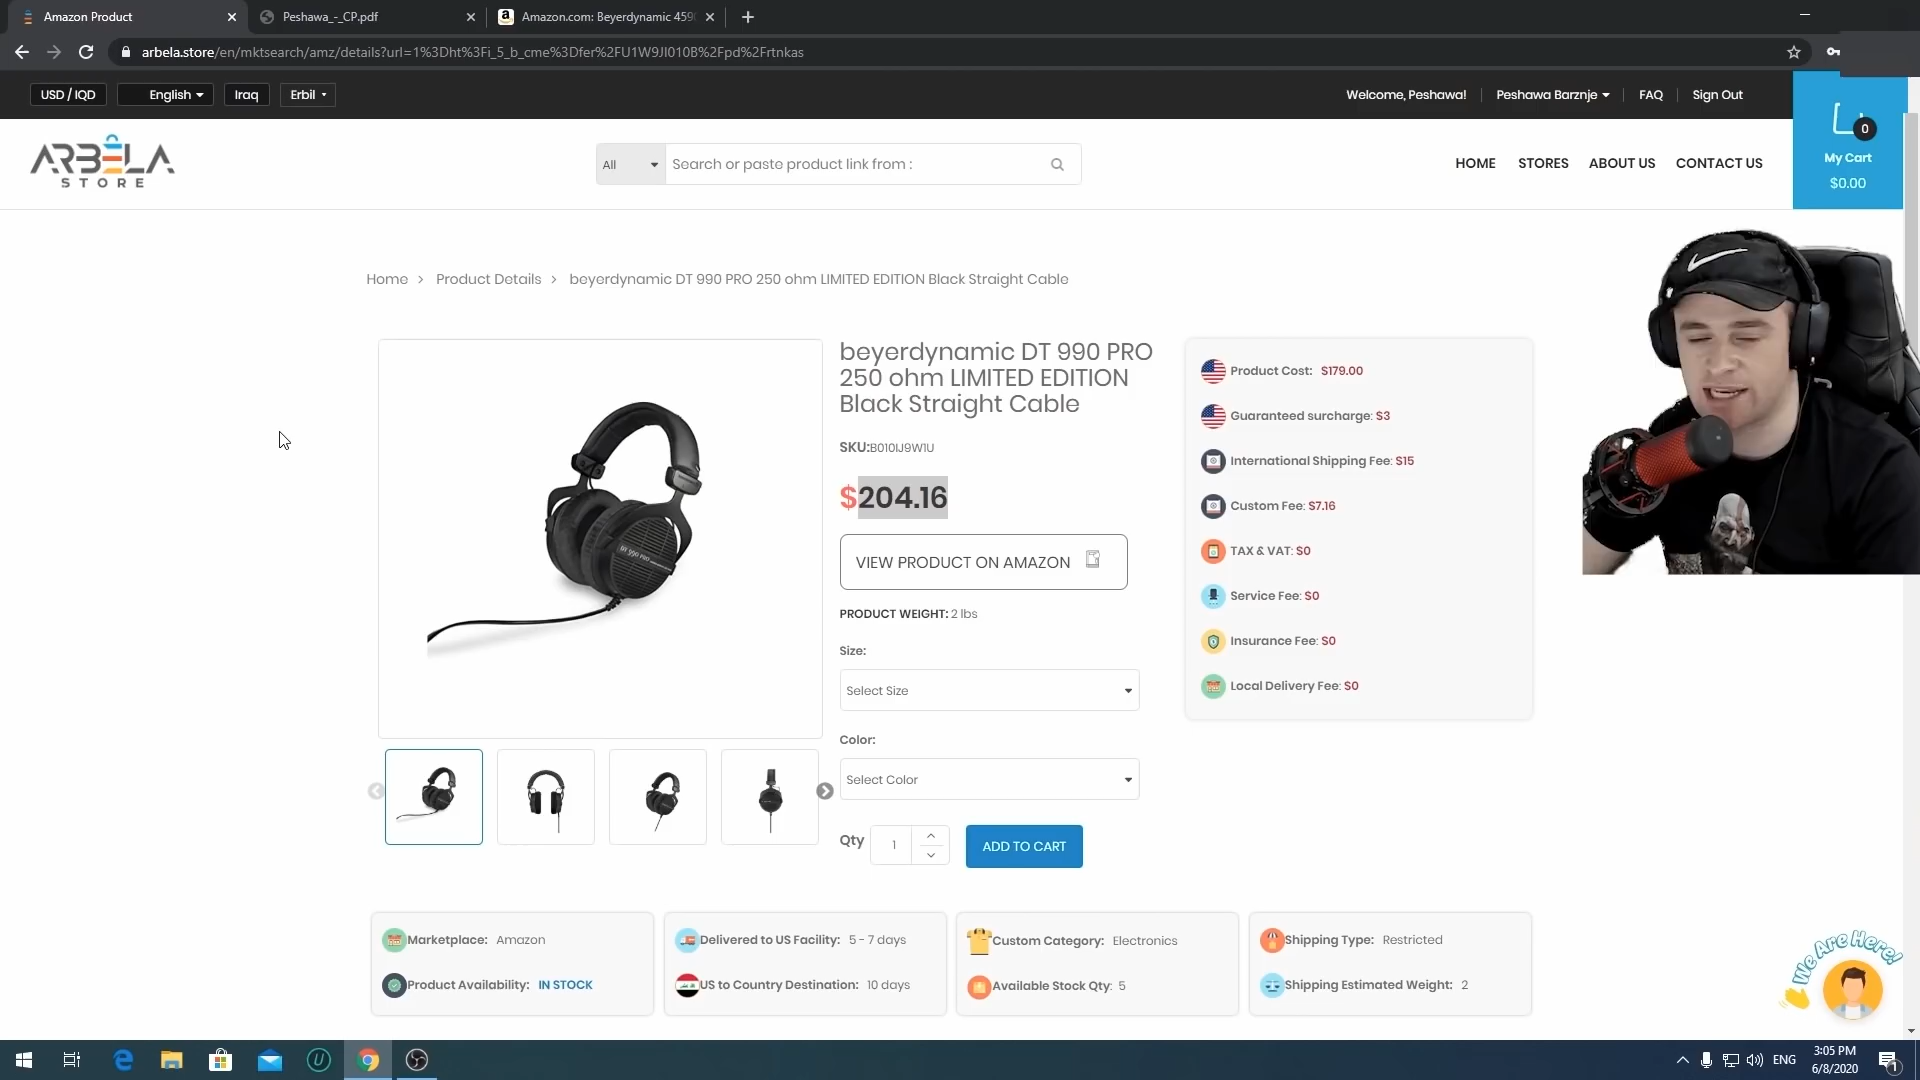 Amazon Product
Peshawa_-_CP.pdf
Amazon.com: Beyerdynamic 459
arbela.store/en/mktsearch/amz/details?url=1%3Dht%3Fi_5_b_cme%3Dfer%2FU1W9JI010B%2Fpd%2Frtnkas
USD / IQD
English
Iraq
Erbil
Welcome, Peshawa!
Peshawa Barznje
FAQ
Sign Out
0
My Cart
$0.00
ARBELA
STORE
All
Search or paste product link from :
HOME
STORES
ABOUT US
CONTACT US
Home > Product Details > beyerdynamic DT 990 PRO 250 ohm LIMITED EDITION Black Straight Cable
DT 990 PRO
beyerdynamic DT 990 PRO
250 ohm LIMITED EDITION
Black Straight Cable
SKU:B010IJ9W1U
$204.16
VIEW PRODUCT ON AMAZON
PRODUCT WEIGHT: 2 lbs
Size:
Select Size
Color:
Select Color
Qty
1
ADD TO CART
Product Cost: $179.00
Guaranteed surcharge: $3
International Shipping Fee: $15
Custom Fee: $7.16
TAX & VAT: $0
Service Fee: $0
Insurance Fee: $0
Local Delivery Fee: $0
Marketplace: Amazon
Product Availability: IN STOCK
Delivered to US Facility: 5 - 7 days
US to Country Destination: 10 days
Custom Category: Electronics
Available Stock Qty: 5
Shipping Type: Restricted
Shipping Estimated Weight: 2
We Are Here!
ENG
3:05 PM
6/8/2020
1